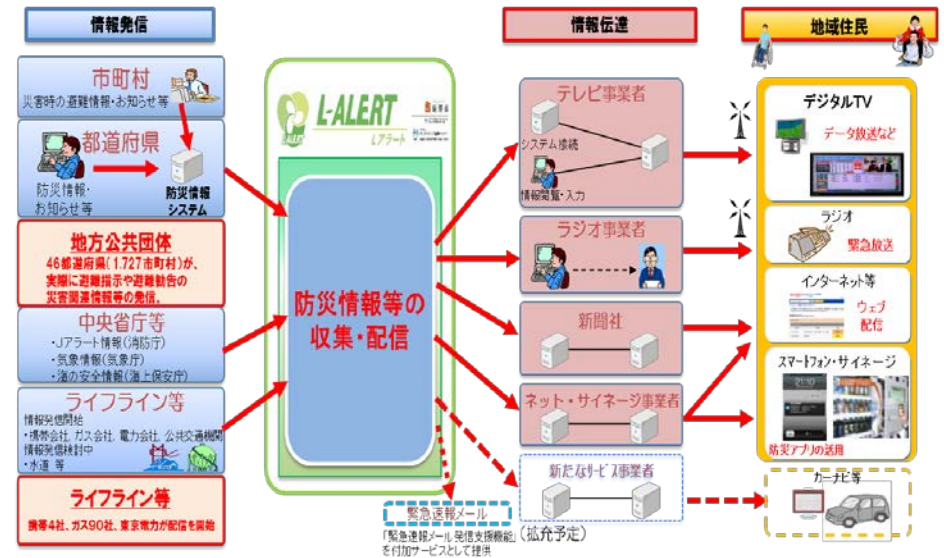 情報発信
情報伝達
地域住民
市町村
災害時の避難情報・お知らせ等
都道府県
防災情報・
お知らせ等
防災情報
システム
地方公共団体
46都道府県(1,727市町村)が、
実際に避難指示や避難勧告の
災害関連情報等の発信。
中央省庁等
・Jアラート情報(消防庁)
・気象情報(気象庁)
・海の安全情報(海上保安庁)
ライフライン等
情報発信開始
・携帯会社、ガス会社、電力会社、公共交通機関
情報発信検討中
・水道 等
ライフライン等
携帯4社、ガス90社、東京電力が配信を開始
L-ALERT
Lアラート
L-ALERT
防災情報等の
収集・配信
緊急速報メール
「緊急速報メール発信支援機能」
を付加サービスとして提供
テレビ事業者
システム接続
情報閲覧・入力
ラジオ事業者
新聞社
ネット・サイネージ事業者
新たなサービス事業者
(拡充予定)
デジタルTV
データ放送など
ラジオ
緊急放送
インターネット等
ウェブ
配信
スマートフォン・サイネージ
21:10
防災アプリの活用
カーナビ等